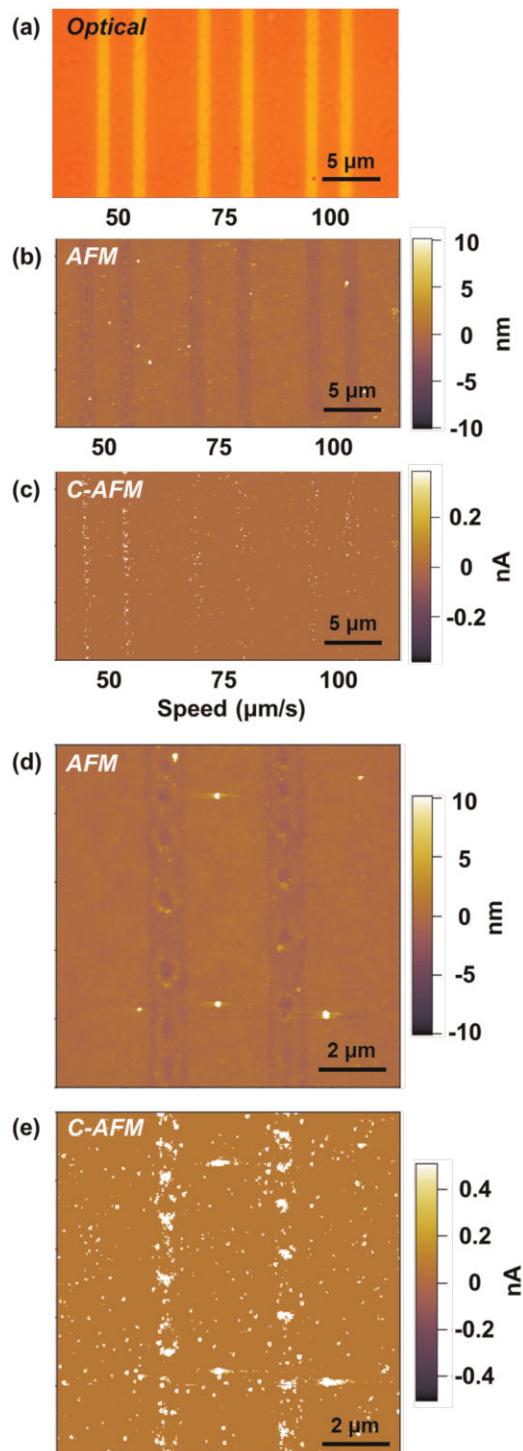 (a) Optical
5 µm
50 75 100
(b) AFM
5 µm
10
5
0
-5
-10
nm
50 75 100
(c) C-AFM
5 µm
0.2
0
-0.2
nA
50 75 100
Speed (µm/s)
(d) AFM
2 µm
10
5
0
-5
-10
nm
(e) C-AFM
2 µm
0.4
0.2
0
-0.2
-0.4
nA